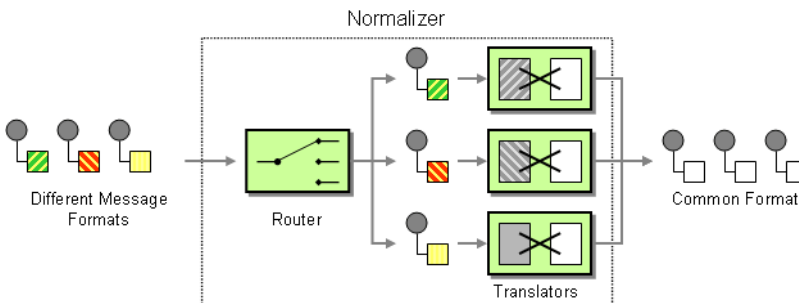 Normalizer
Different Message
Formats
Router
Translators
Common Format